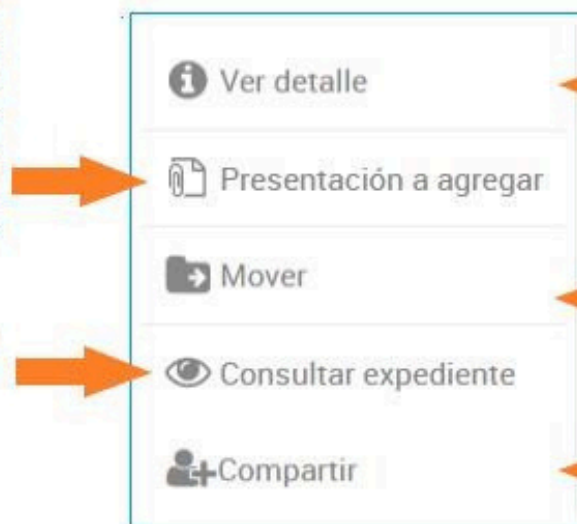 Ver detalle
Presentación a agregar
Mover
Consultar expediente
Compartir